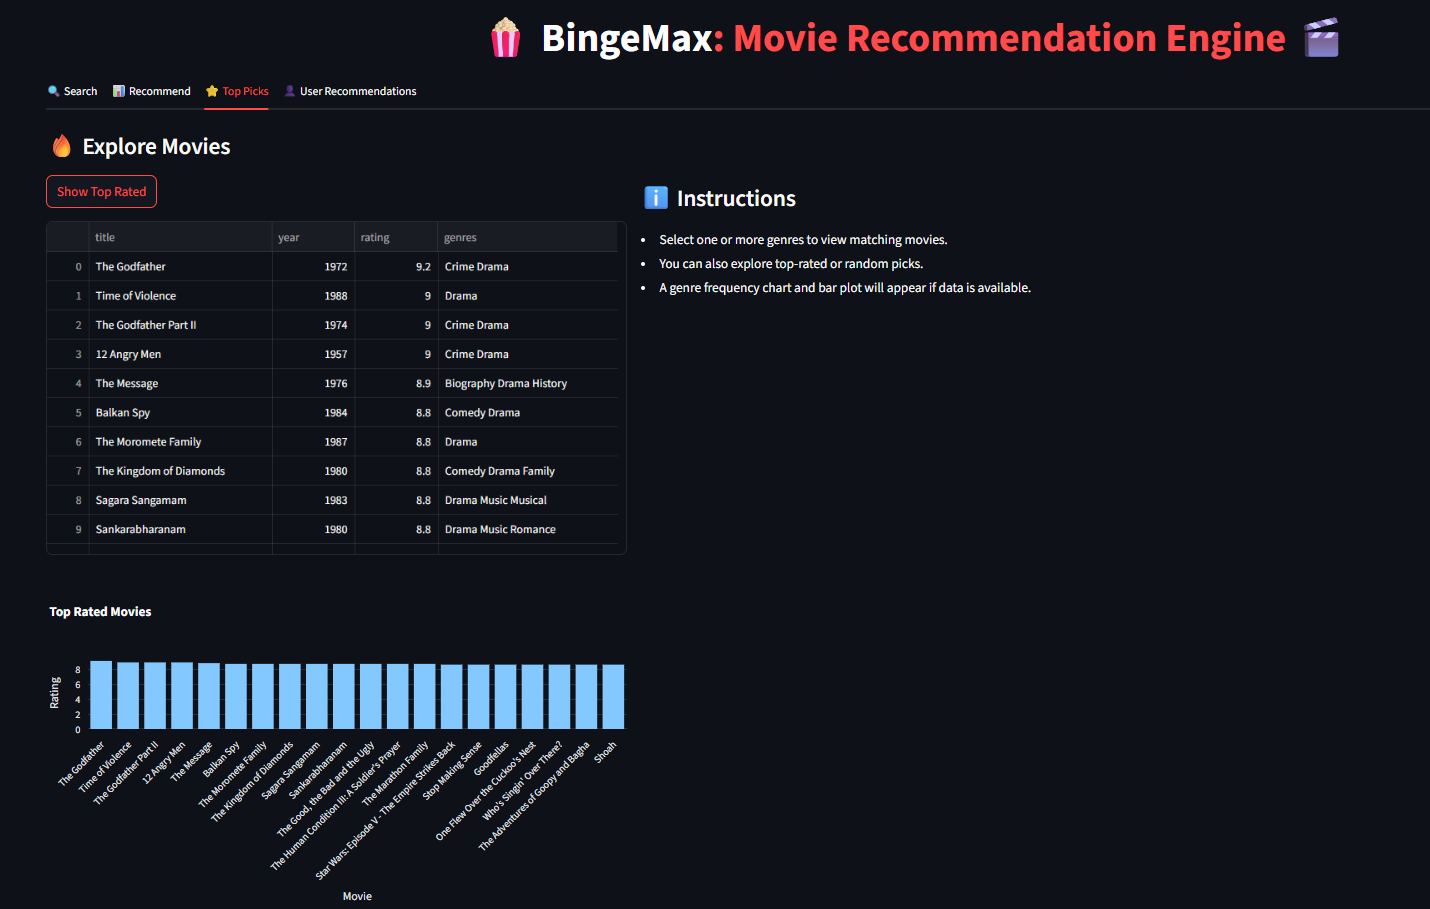 BingeMax: Movie Recommendation Engine
Search Recommend Top Picks User Recommendations
Explore Movies
Show Top Rated
title year rating genres
0 The Godfather 1972 9.2 Crime Drama
1 Time of Violence 1988 9 Drama
2 The Godfather Part II 1974 9 Crime Drama
3 12 Angry Men 1957 9 Crime Drama
4 The Message 1976 8.9 Biography Drama History
5 Balkan Spy 1984 8.8 Comedy Drama
6 The Moromete Family 1987 8.8 Drama
7 The Kingdom of Diamonds 1980 8.8 Comedy Drama Family
8 Sagara Sangamam 1983 8.8 Drama Music Musical
9 Sankarabharanam 1980 8.8 Drama Music Romance
Instructions
Select one or more genres to view matching movies.
You can also explore top-rated or random picks.
A genre frequency chart and bar plot will appear if data is available.
Top Rated Movies
Rating
8
6
4
2
0
The Godfather
Time of Violence
The Godfather Part II
12 Angry Men
The Message
Balkan Spy
The Moromete Family
The Kingdom of Diamonds
Sagara Sangamam
Sankarabharanam
The Good, the Bad and the Ugly
The Human Condition III: A Soldier's Prayer
The Marathon Family
Star Wars: Episode V - The Empire Strikes Back
Stop Making Sense
Goodfellas
One Flew Over the Cuckoo's Nest
Who's Singin' Over There?
The Adventures of Goopy and Bagha
Shoah
Movie